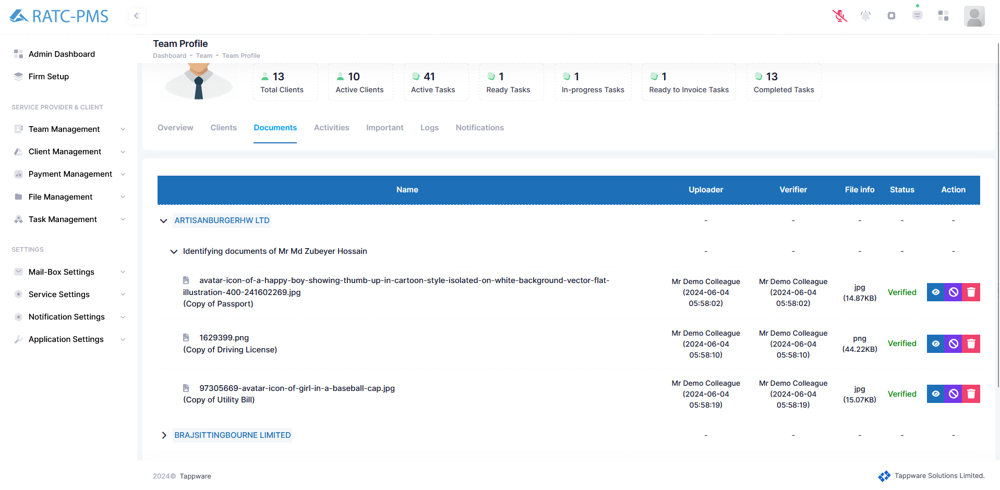 RATC-PMS
Admin Dashboard
Firm Setup
SERVICE PROVIDER & CLIENT
Team Management
Client Management
Payment Management
File Management
Task Management
SETTINGS
Mail-Box Settings
Service Settings
Notification Settings
Application Settings
Team Profile
Dashboard - Team - Team Profile
13
Total Clients
10
Active Clients
41
Active Tasks
1
Ready Tasks
1
In-progress Tasks
1
Ready to Invoice Tasks
13
Completed Tasks
Overview Clients Documents Activities Important Logs Notifications
Name Uploader Verifier File info Status Action
ARTISANBURGERHW LTD - - - - -
Identifying documents of Mr Md Zubeyer Hossain - - - - -
avatar-icon-of-a-happy-boy-showing-thumb-up-in-cartoon-style-isolated-on-white-background-vector-flat-
illustration-400-241602269.jpg
(Copy of Passport)
Mr Demo Colleague
(2024-06-04
05:58:02)
Mr Demo Colleague
(2024-06-04
05:58:02)
jpg
(14.87KB)
Verified
1629399.png
(Copy of Driving License)
Mr Demo Colleague
(2024-06-04
05:58:10)
Mr Demo Colleague
(2024-06-04
05:58:10)
png
(44.22KB)
Verified
97305669-avatar-icon-of-girl-in-a-baseball-cap.jpg
(Copy of Utility Bill)
Mr Demo Colleague
(2024-06-04
05:58:19)
Mr Demo Colleague
(2024-06-04
05:58:19)
jpg
(15.07KB)
Verified
BRAJSITTINGBOURNE LIMITED - - - - -
2024© Tappware
Tappware Solutions Limited.